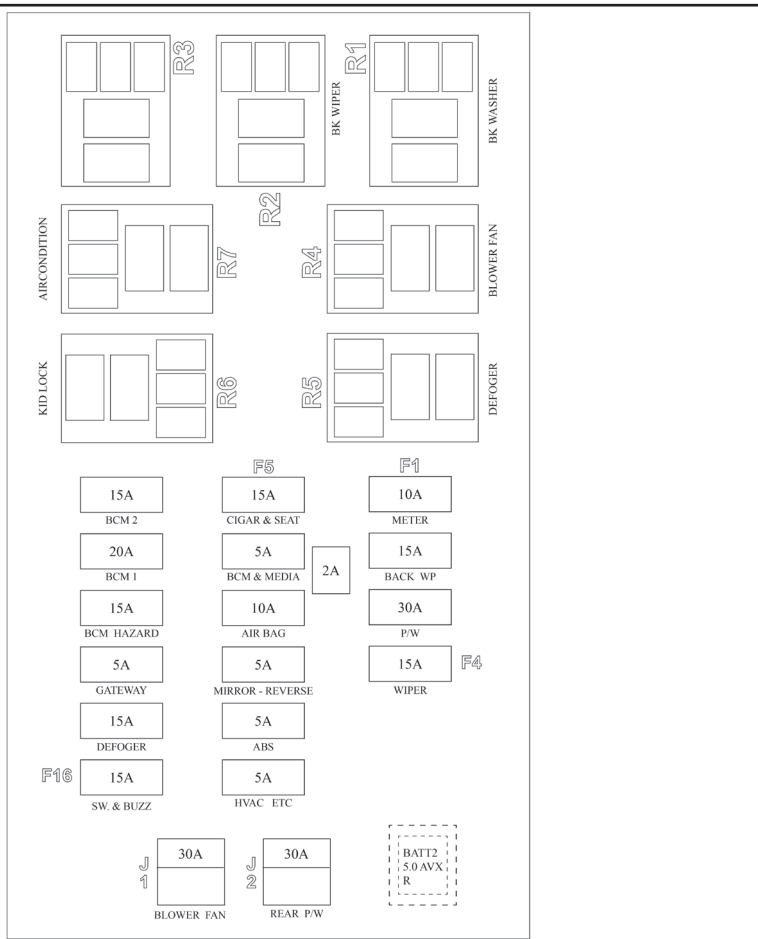 R3
R2
R1
BK WIPER
BK WASHER
AIRCONDITION
R7
R4
BLOWER FAN
KID LOCK
R6
R5
DEFOGER
F5
F1
15A
BCM 2
15A
CIGAR & SEAT
10A
METER
20A
BCM 1
5A
BCM & MEDIA
2A
15A
BACK WP
15A
BCM HAZARD
10A
AIR BAG
30A
P/W
5A
GATEWAY
5A
MIRROR - REVERSE
15A
WIPER
F4
15A
DEFOGER
5A
ABS
F16
15A
SW. & BUZZ
5A
HVAC ETC
J
1
30A
BLOWER FAN
J
2
30A
REAR P/W
BATT2
5.0 AVX
R